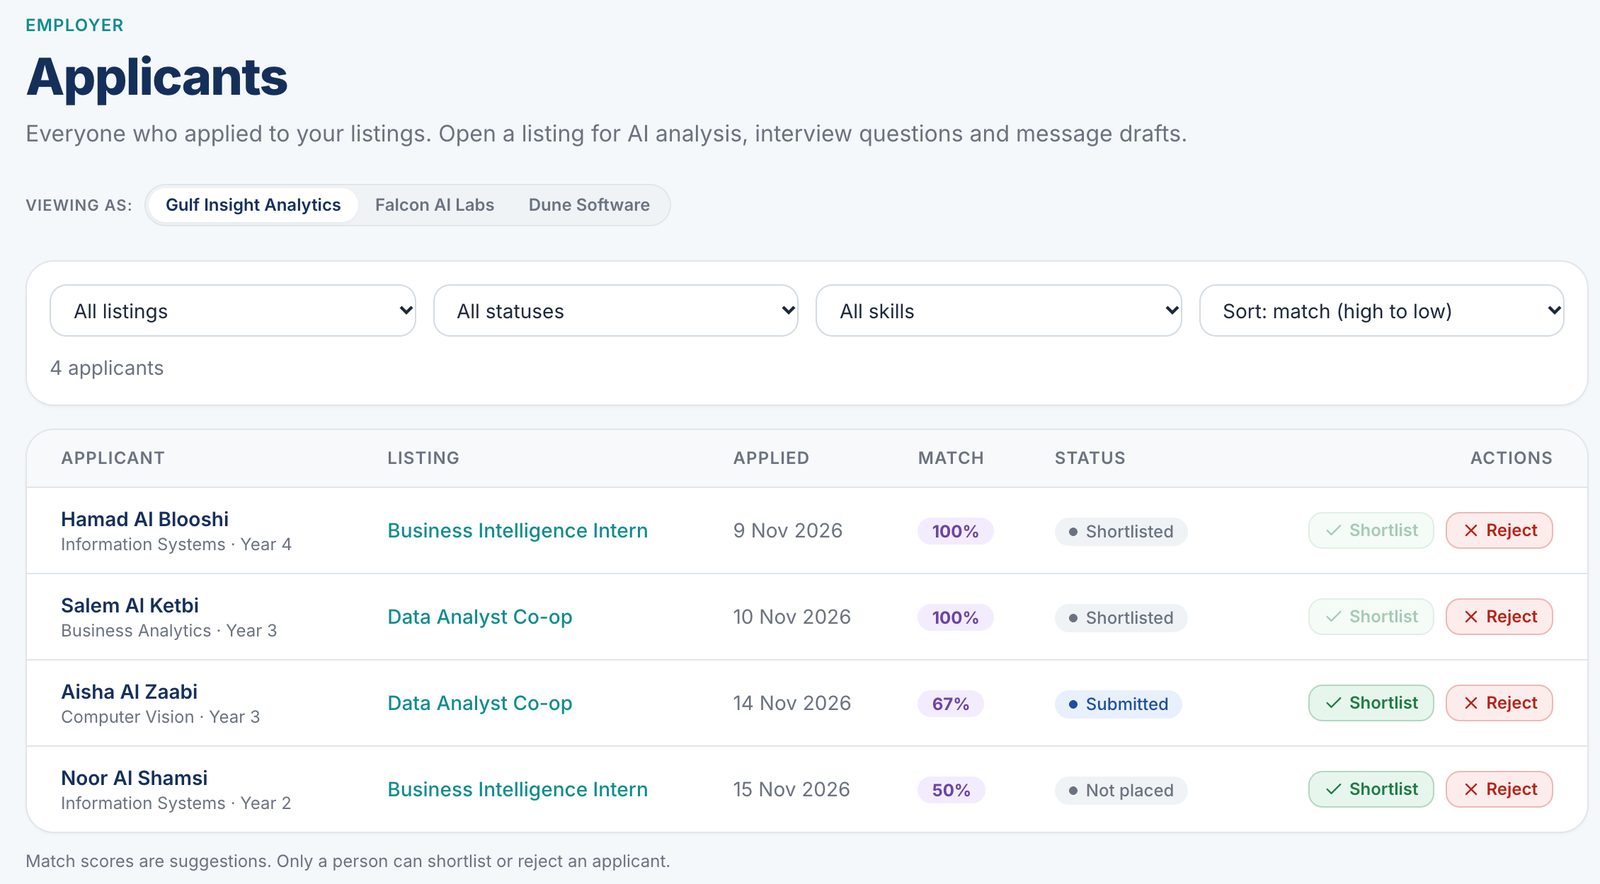 EMPLOYER
Applicants
Everyone who applied to your listings. Open a listing for AI analysis, interview questions and message drafts.
VIEWING AS: Gulf Insight Analytics Falcon AI Labs Dune Software
All listings All statuses All skills Sort: match (high to low)
4 applicants
APPLICANT LISTING APPLIED MATCH STATUS ACTIONS
Hamad Al Blooshi
Information Systems · Year 4
Business Intelligence Intern 9 Nov 2026 100% Shortlisted Shortlist Reject
Salem Al Ketbi
Business Analytics · Year 3
Data Analyst Co-op 10 Nov 2026 100% Shortlisted Shortlist Reject
Aisha Al Zaabi
Computer Vision · Year 3
Data Analyst Co-op 14 Nov 2026 67% Submitted Shortlist Reject
Noor Al Shamsi
Information Systems · Year 2
Business Intelligence Intern 15 Nov 2026 50% Not placed Shortlist Reject
Match scores are suggestions. Only a person can shortlist or reject an applicant.